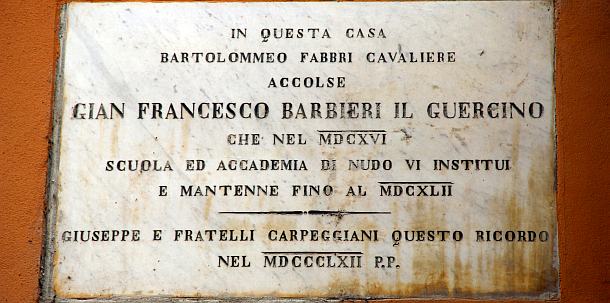 IN QUESTA CASA
BARTOLOMMEO FABBRI CAVALIERE
ACCOLSE
GIAN FRANCESCO BARBIERI IL GUERCINO
CHE NEL MDCXVI
SCUOLA ED ACCADEMIA DI NUDO VI INSTITUI
E MANTENNE FINO AL MDCXLII
GIUSEPPE E FRATELLI CARPEGGIANI QUESTO RICORDO
NEL MDCCCLXII P.P.